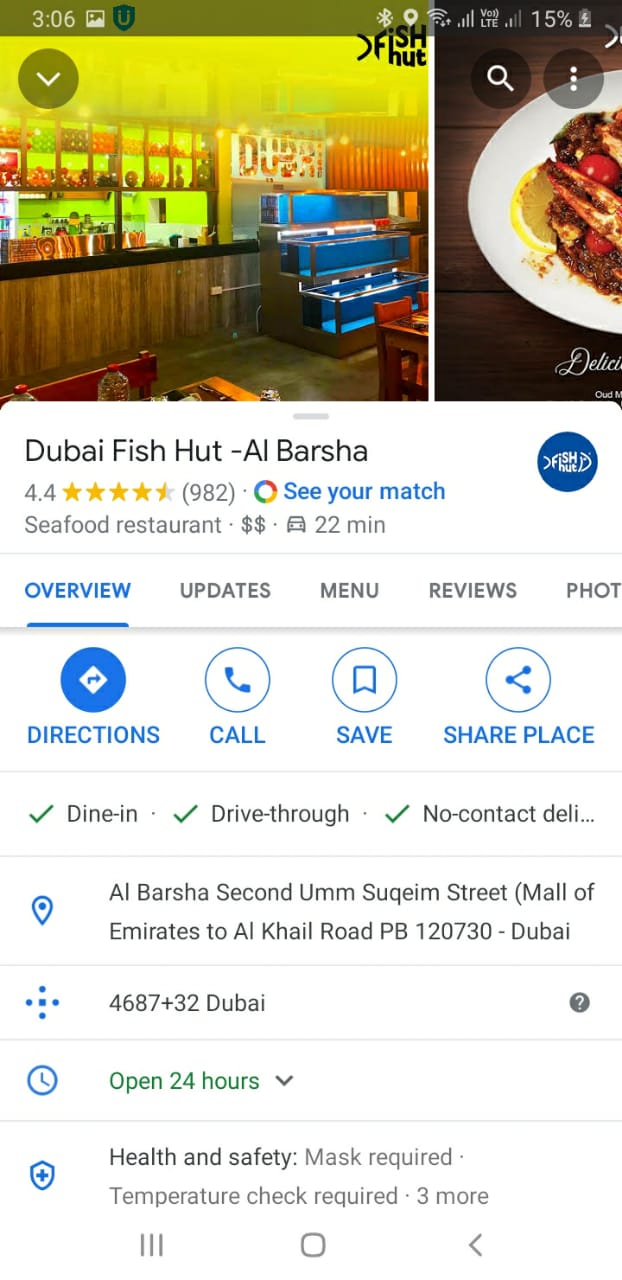 3:06
Vo))
LTE
15%
FISH
hut
DUBAI
Delici
Oud M
Dubai Fish Hut -Al Barsha
FISH
hut
4.4 (982) · See your match
Seafood restaurant · $$ · 22 min
OVERVIEW UPDATES MENU REVIEWS PHOT
DIRECTIONS CALL SAVE SHARE PLACE
Dine-in · Drive-through · No-contact deli...
Al Barsha Second Umm Suqeim Street (Mall of
Emirates to Al Khail Road PB 120730 - Dubai
4687+32 Dubai
Open 24 hours
Health and safety: Mask required ·
Temperature check required · 3 more